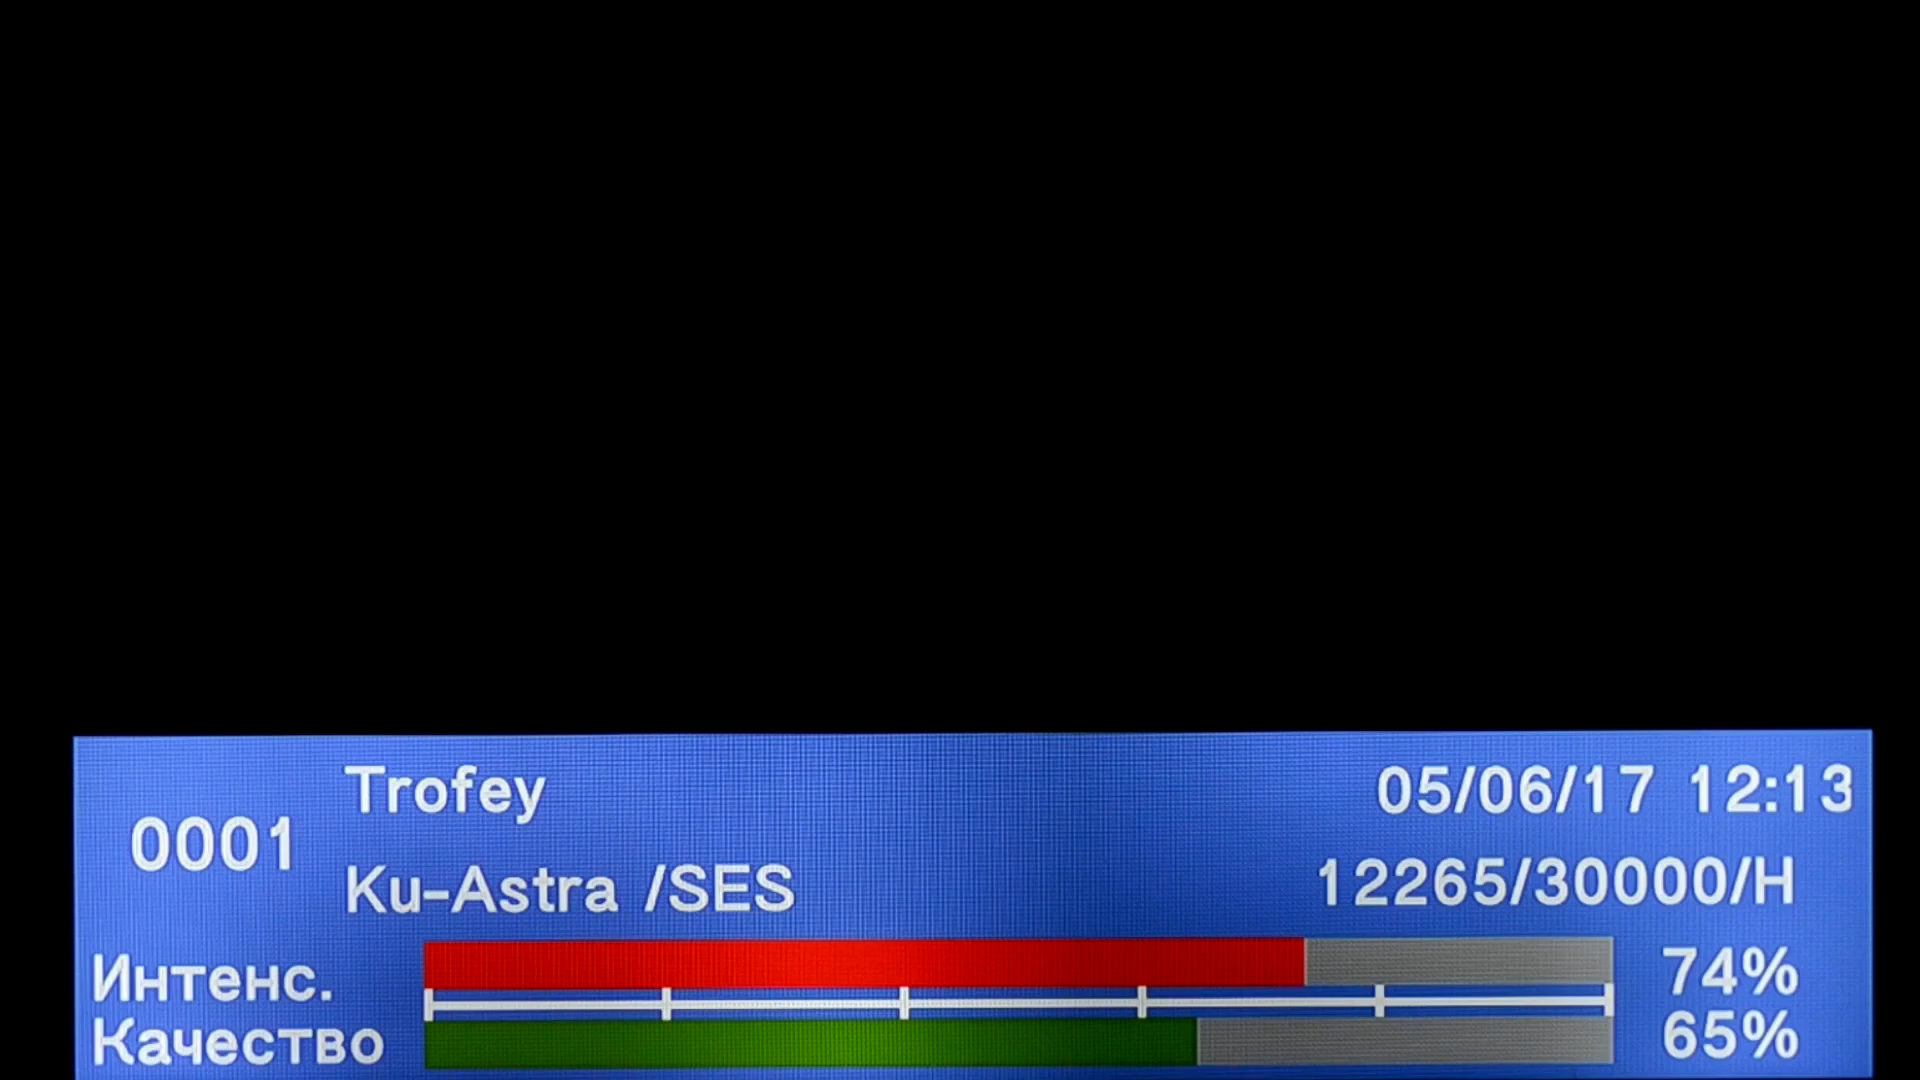 Trofey
05/06/17 12:13
0001
Ku-Astra /SES
12265/30000/H
Интенс.
74%
Качество
65%